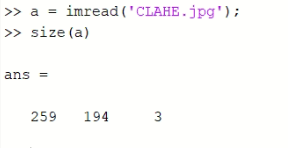 >> a = imread('CLAHE.jpg');
>> size(a)
ans =
259 194 3